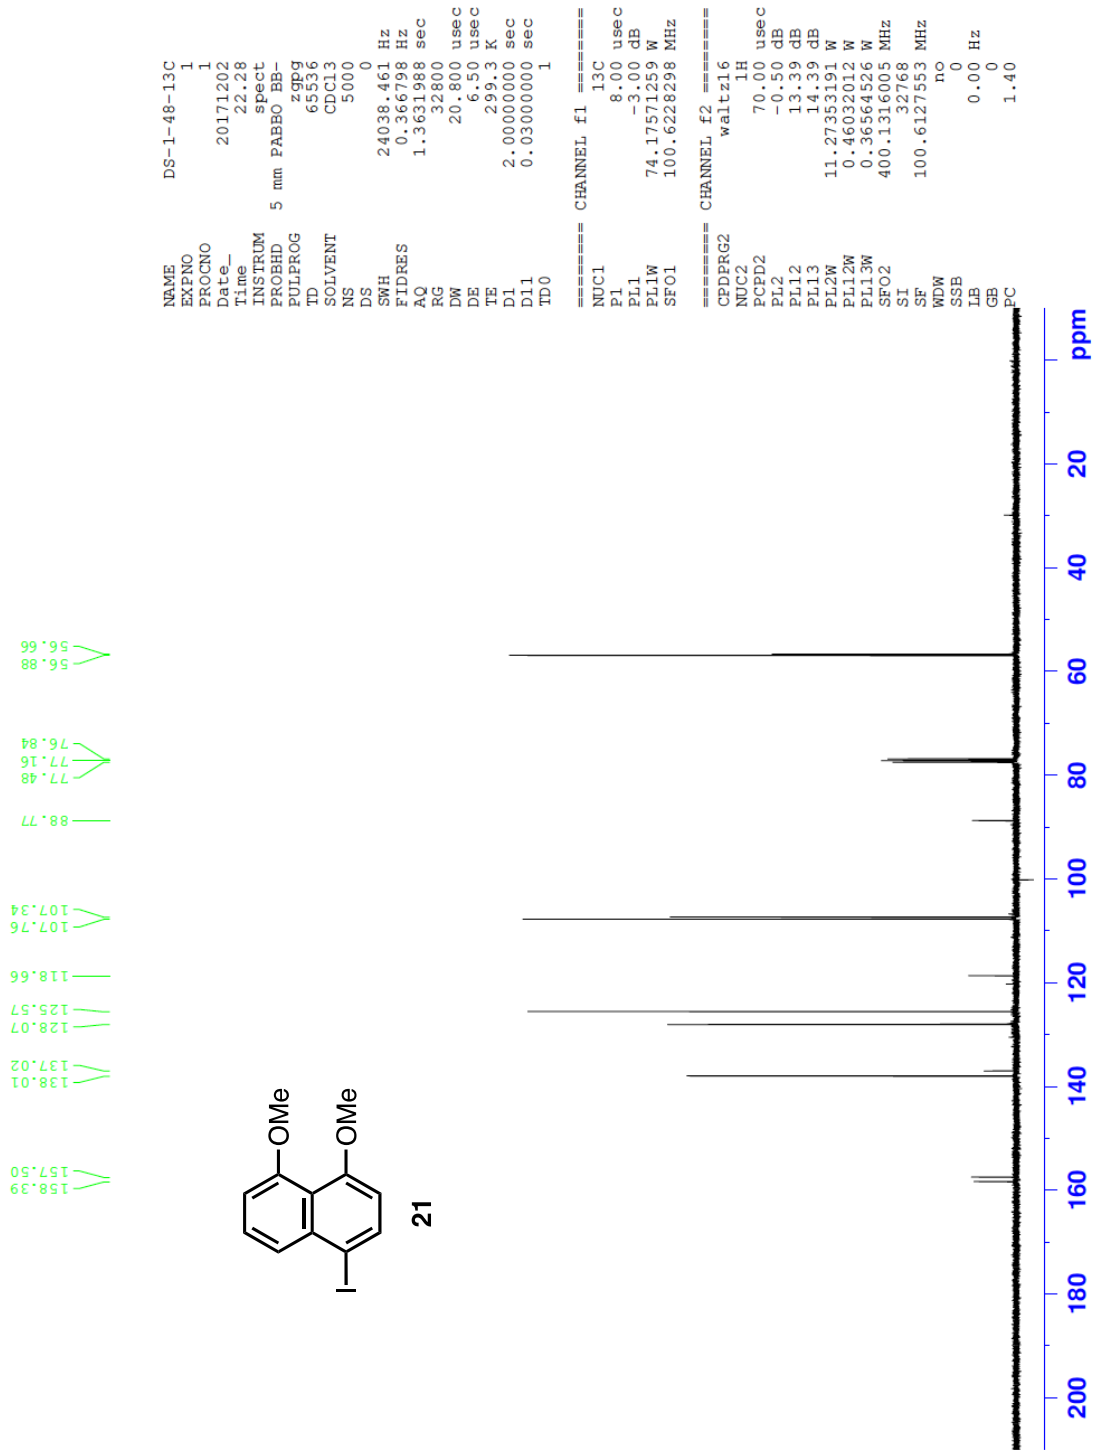 NAME DS-1-48-13C
EXPNO 1
PROCNO 1
Date_ 20171202
Time 22.28
INSTRUM spect
PROBHD 5 mm PABBO BB-
PULPROG zgpg
TD 65536
SOLVENT CDCl3
NS 5000
DS 0
SWH 24038.461 Hz
FIDRES 0.366798 Hz
AQ 1.3631988 sec
RG 32800
DW 20.800 usec
DE 6.50 usec
TE 299.3 K
D1 2.00000000 sec
D11 0.03000000 sec
TD0 1
======== CHANNEL f1 ========
NUC1 13C
P1 8.00 usec
PL1 -3.00 dB
PL1W 74.17571259 W
SFO1 100.6228298 MHz
======== CHANNEL f2 ========
CPDPRG2 waltz16
NUC2 1H
PCPD2 70.00 usec
PL2 -0.50 dB
PL12 13.39 dB
PL13 14.39 dB
PL2W 11.27353191 W
PL12W 0.46032012 W
PL13W 0.36564526 W
SFO2 400.1316005 MHz
SI 32768
SF 100.6127553 MHz
WDW no
SSB 0
LB 0.00 Hz
GB 0
PC 1.40
158.39
157.50
138.01
137.02
128.07
125.57
118.66
107.76
107.34
88.77
77.48
77.16
76.84
56.88
56.66
OMe
OMe
I
21
200 180 160 140 120 100 80 60 40 20 ppm